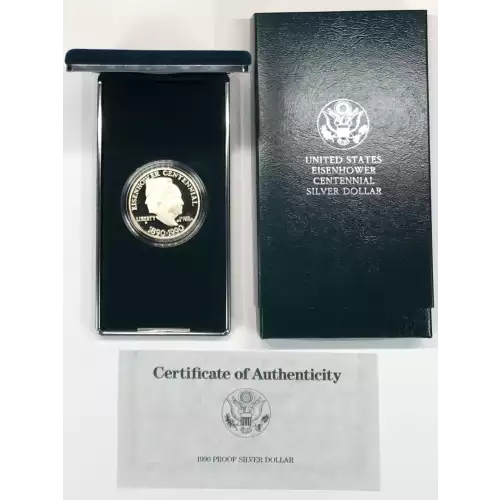 EISENHOWER CENTENNIAL
LIBERTY
1890-1990
UNITED STATES
EISENHOWER
CENTENNIAL
SILVER DOLLAR
Certificate of Authenticity
1990 PROOF SILVER DOLLAR